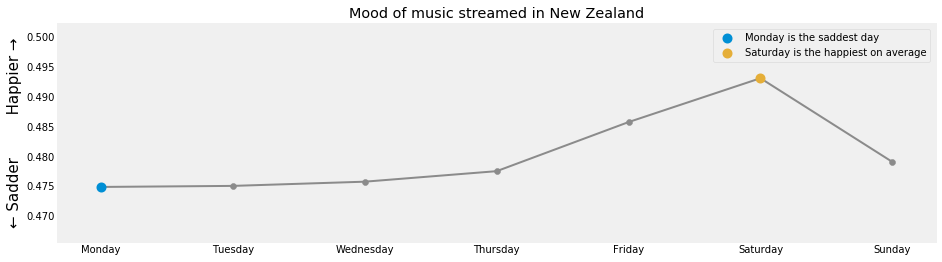 Mood of music streamed in New Zealand
Monday is the saddest day
Saturday is the happiest on average
← Sadder Happier →
0.500
0.495
0.490
0.485
0.480
0.475
0.470
Monday Tuesday Wednesday Thursday Friday Saturday Sunday